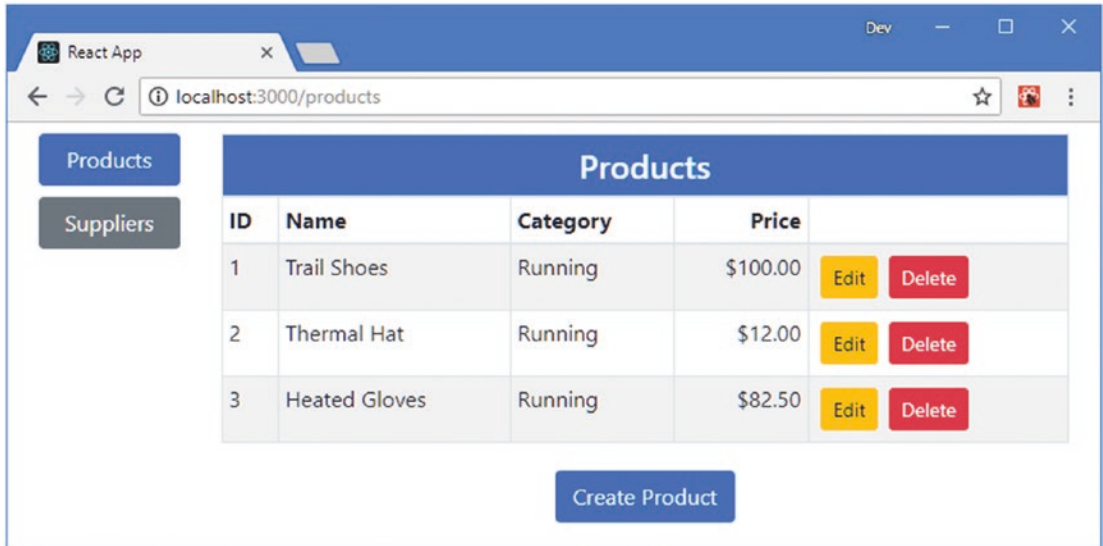 Dev
React App
localhost:3000/products
Products
Suppliers
Products
ID Name Category Price
1 Trail Shoes Running $100.00 Edit Delete
2 Thermal Hat Running $12.00 Edit Delete
3 Heated Gloves Running $82.50 Edit Delete
Create Product